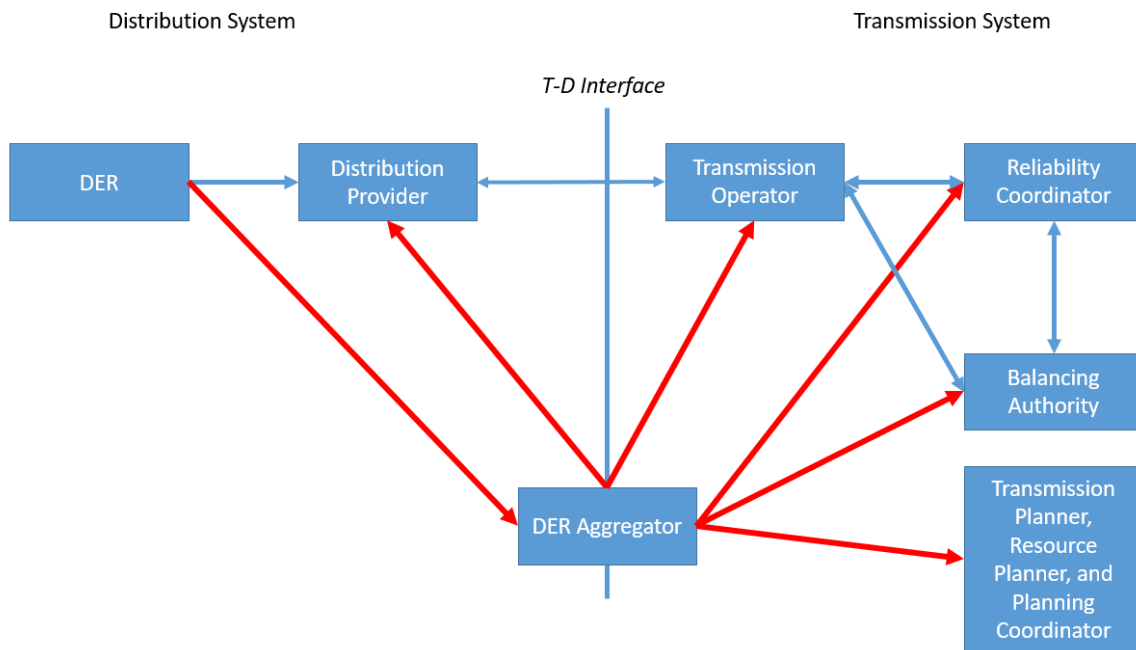 Distribution System
Transmission System
T-D Interface
DER
Distribution
Provider
Transmission
Operator
Reliability
Coordinator
Balancing
Authority
DER Aggregator
Transmission
Planner,
Resource
Planner, and
Planning
Coordinator